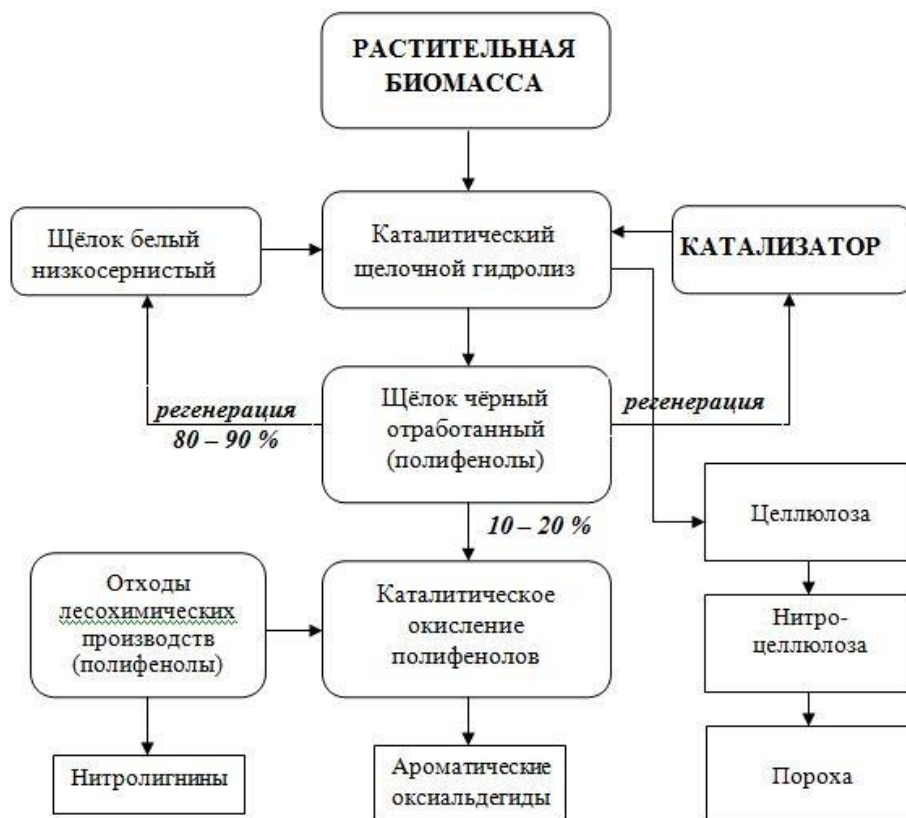 РАСТИТЕЛЬНАЯ
БИОМАССА
Щёлок белый
низкосернистый
Каталитический
щелочной гидролиз
КАТАЛИЗАТОР
регенерация
80 – 90 %
Щёлок чёрный
отработанный
(полифенолы)
регенерация
10 – 20 %
Целлюлоза
Отходы
лесохимических
производств
(полифенолы)
Каталитическое
окисление
полифенолов
Нитро-
целлюлоза
Нитролигнины
Ароматические
оксиальдегиды
Пороха